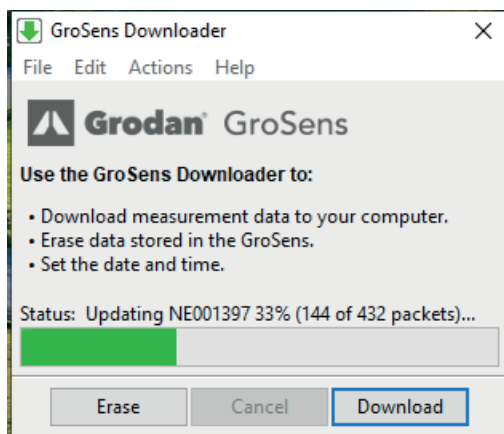 GroSens Downloader
File Edit Actions Help
Grodan® GroSens
Use the GroSens Downloader to:
• Download measurement data to your computer.
• Erase data stored in the GroSens.
• Set the date and time.
Status: Updating NE001397 33% (144 of 432 packets)...
Erase Cancel Download